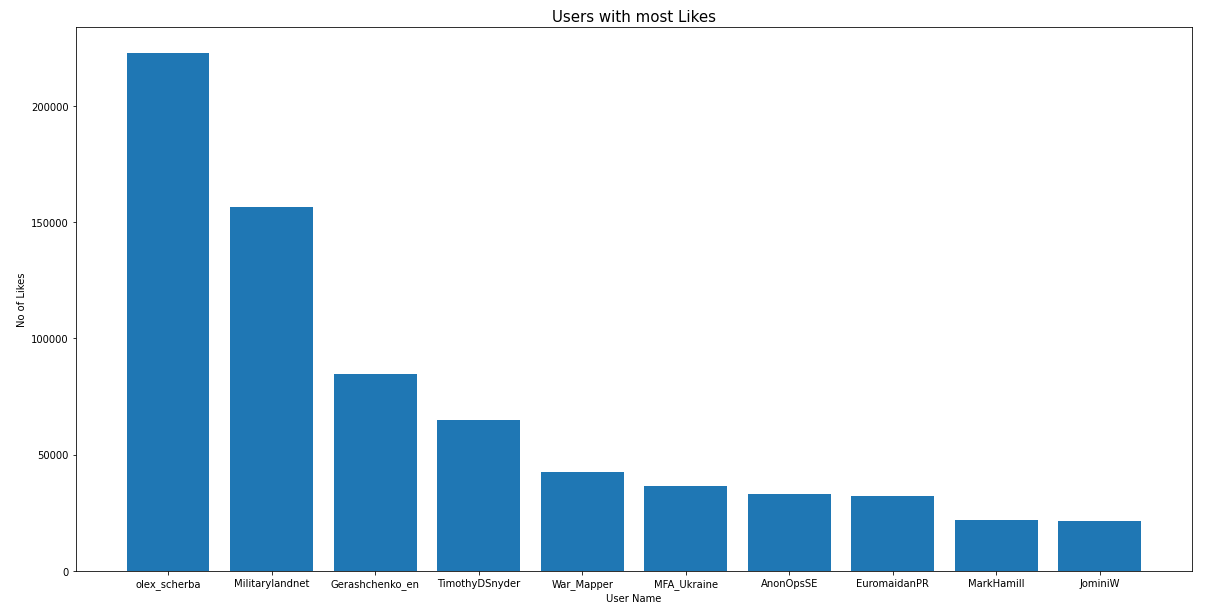 Users with most Likes
No of Likes
200000
150000
100000
50000
0
olex_scherba Militarylandnet Gerashchenko_en TimothyDSnyder War_Mapper MFA_Ukraine AnonOpsSE EuromaidanPR MarkHamill JominiW
User Name